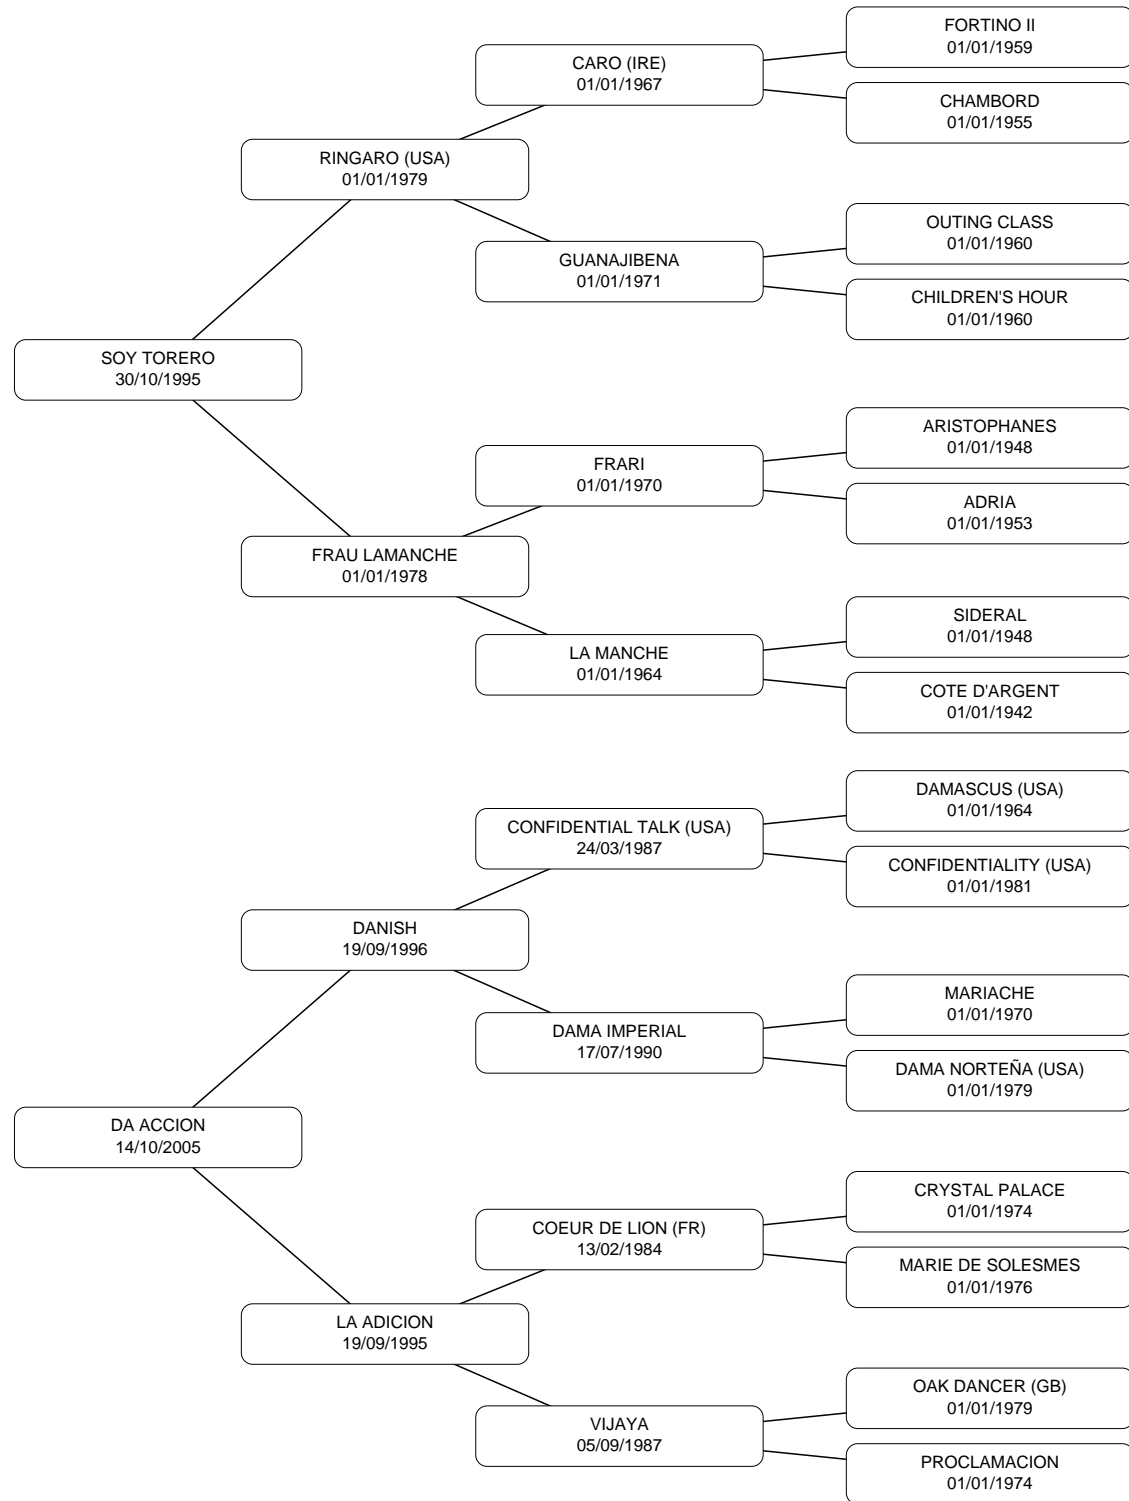 FORTINO II
01/01/1959
CARO (IRE)
01/01/1967
CHAMBORD
01/01/1955
RINGARO (USA)
01/01/1979
OUTING CLASS
01/01/1960
GUANAJIBENA
01/01/1971
CHILDREN'S HOUR
01/01/1960
SOY TORERO
30/10/1995
ARISTOPHANES
01/01/1948
FRARI
01/01/1970
ADRIA
01/01/1953
FRAU LAMANCHE
01/01/1978
SIDERAL
01/01/1948
LA MANCHE
01/01/1964
COTE D'ARGENT
01/01/1942
DAMASCUS (USA)
01/01/1964
CONFIDENTIAL TALK (USA)
24/03/1987
CONFIDENTIALITY (USA)
01/01/1981
DANISH
19/09/1996
MARIACHE
01/01/1970
DAMA IMPERIAL
17/07/1990
DAMA NORTEÑA (USA)
01/01/1979
DA ACCION
14/10/2005
CRYSTAL PALACE
01/01/1974
COEUR DE LION (FR)
13/02/1984
MARIE DE SOLESMES
01/01/1976
LA ADICION
19/09/1995
OAK DANCER (GB)
01/01/1979
VIJAYA
05/09/1987
PROCLAMACION
01/01/1974